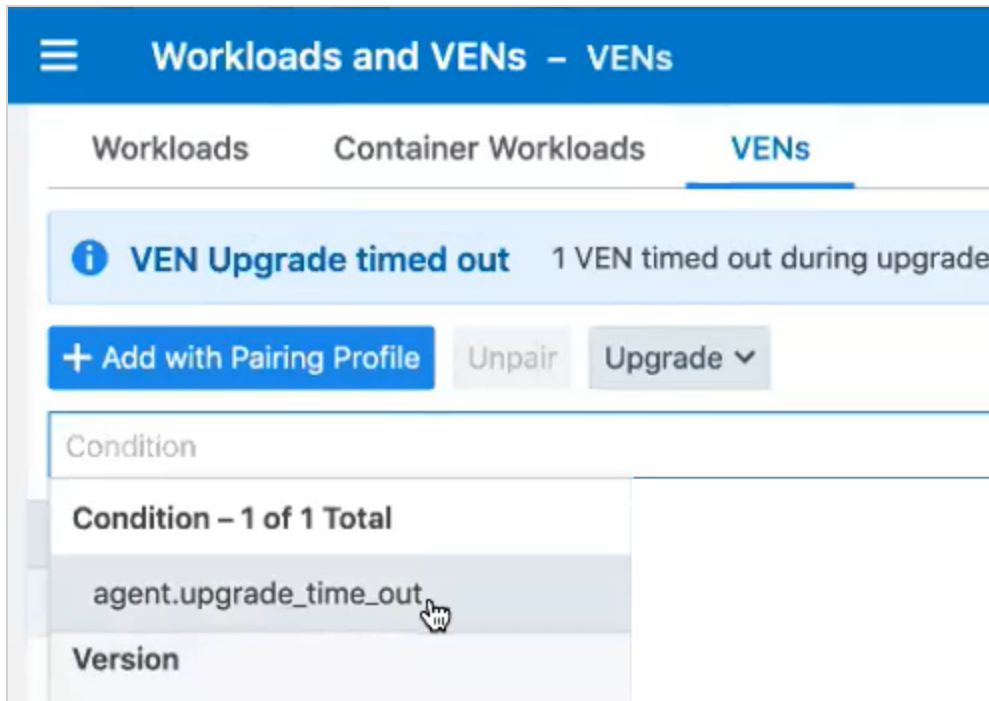 Workloads and VENs – VENs
Workloads Container Workloads VENs
VEN Upgrade timed out 1 VEN timed out during upgrade
+ Add with Pairing Profile Unpair Upgrade
Condition
Condition – 1 of 1 Total
agent.upgrade_time_out
Version